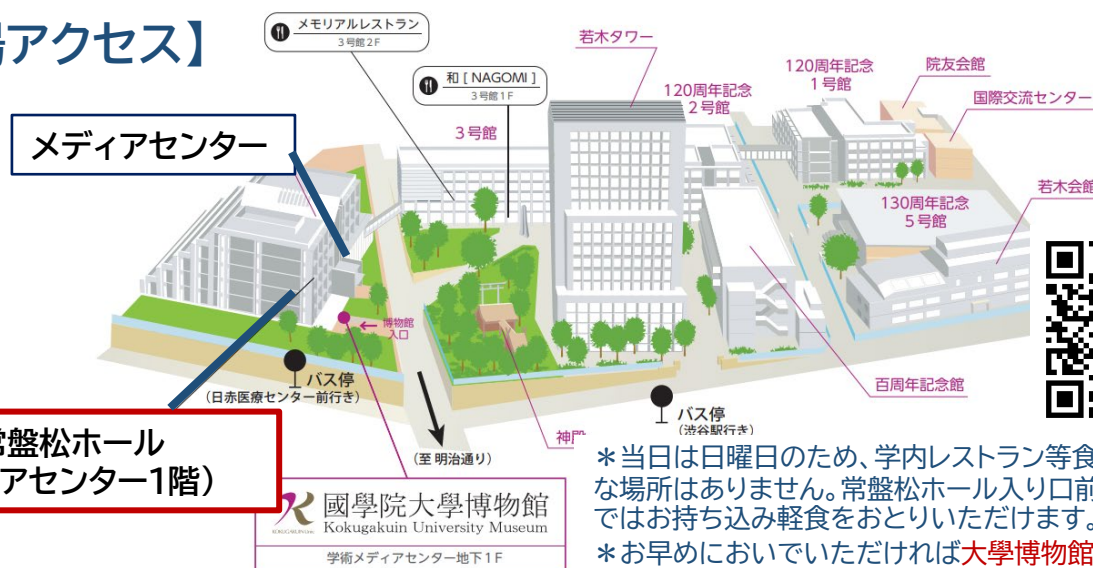 場アクセス】
メモリアルレストラン
3号館2F
和 [ NAGOMI ]
3号館1F
若木タワー
120周年記念
2号館
120周年記念
1号館
院友会館
国際交流センター
メディアセンター
3号館
若木会館
130周年記念
5号館
← 博物館
入口
バス停
(日赤医療センター前行き)
百周年記念館
バス停
(渋谷駅行き)
常盤松ホール
アセンター1階)
(至 明治通り)
神
國學院大學博物館
Kokugakuin University Museum
学術メディアセンター地下1F
＊当日は日曜日のため、学内レストラン等食
な場所はありません。常盤松ホール入り口前
ではお持ち込み軽食をおとりいただけます。
＊お早めにおいでいただければ大學博物館